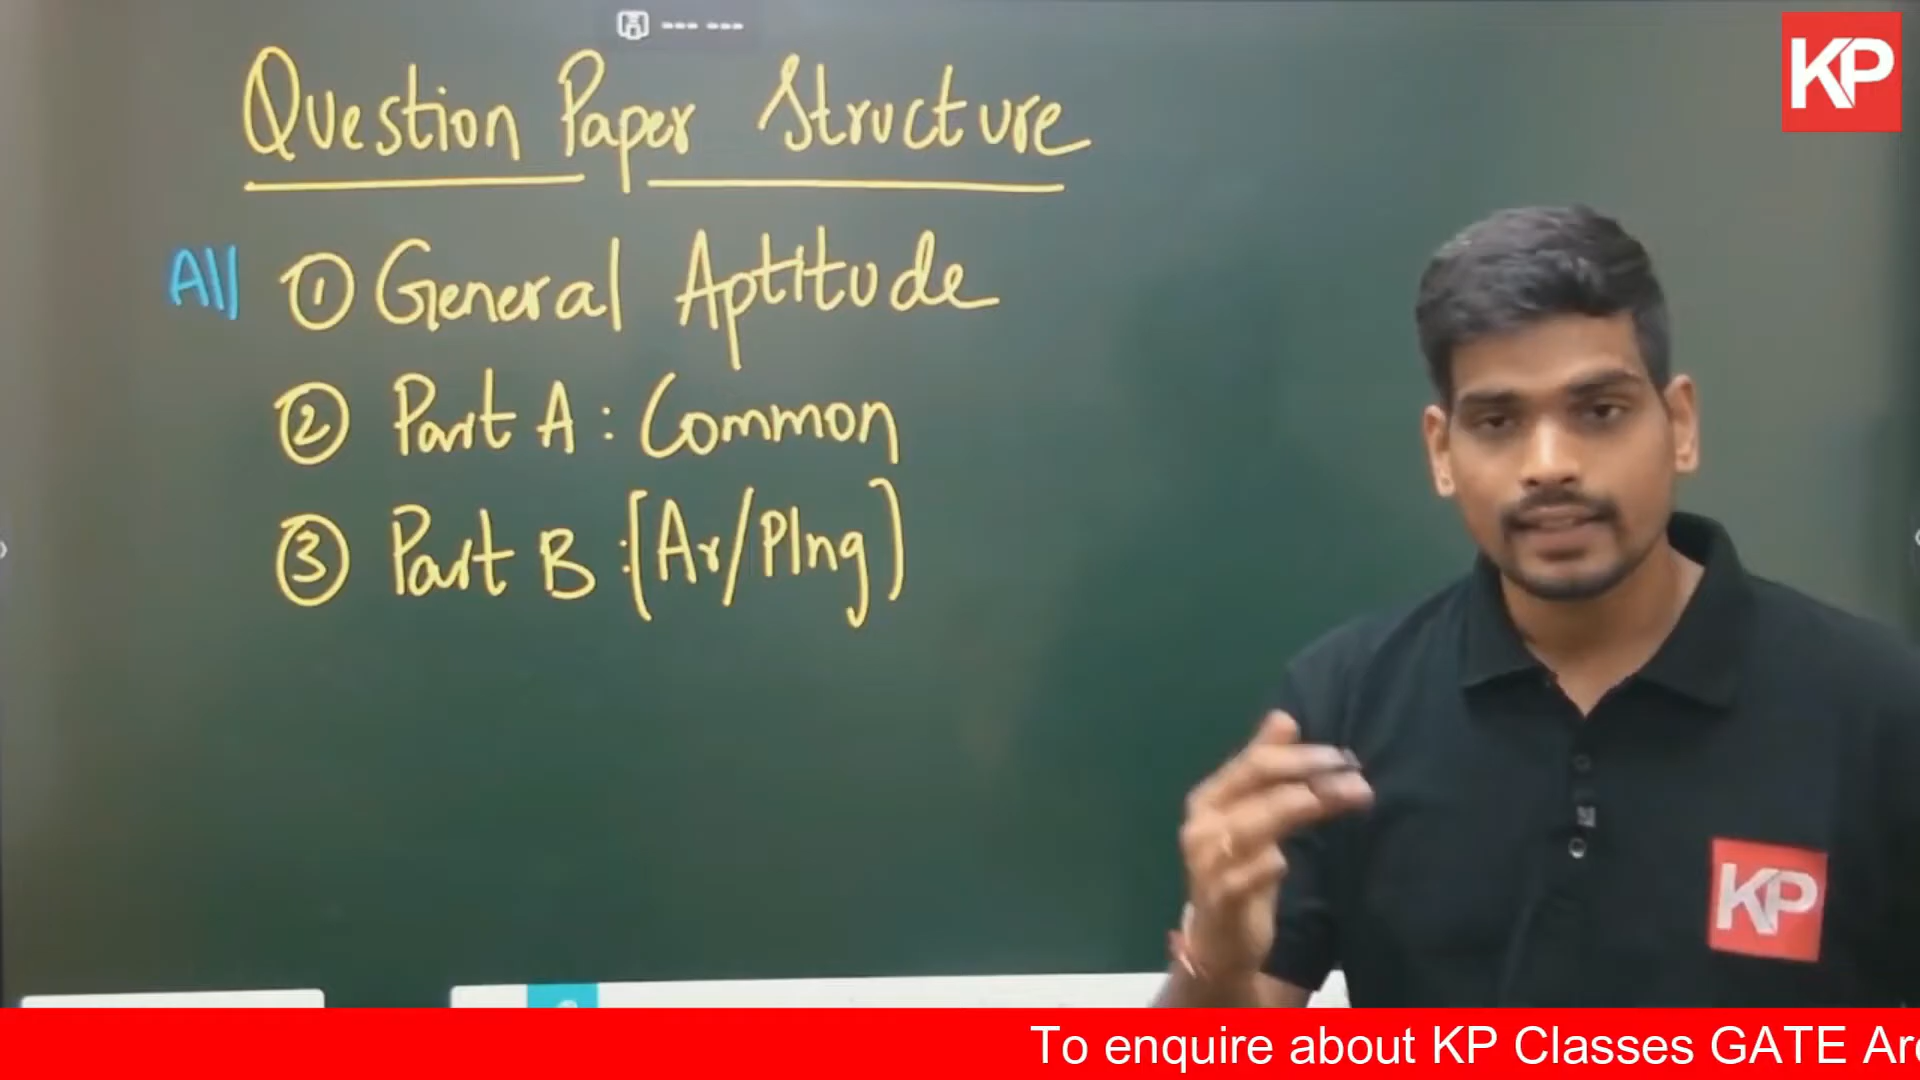 KP
Question Paper Structure
All ① General Aptitude
② Part A : Common
③ Part B : [Ar/Plng]
KP
To enquire about KP Classes GATE Arc